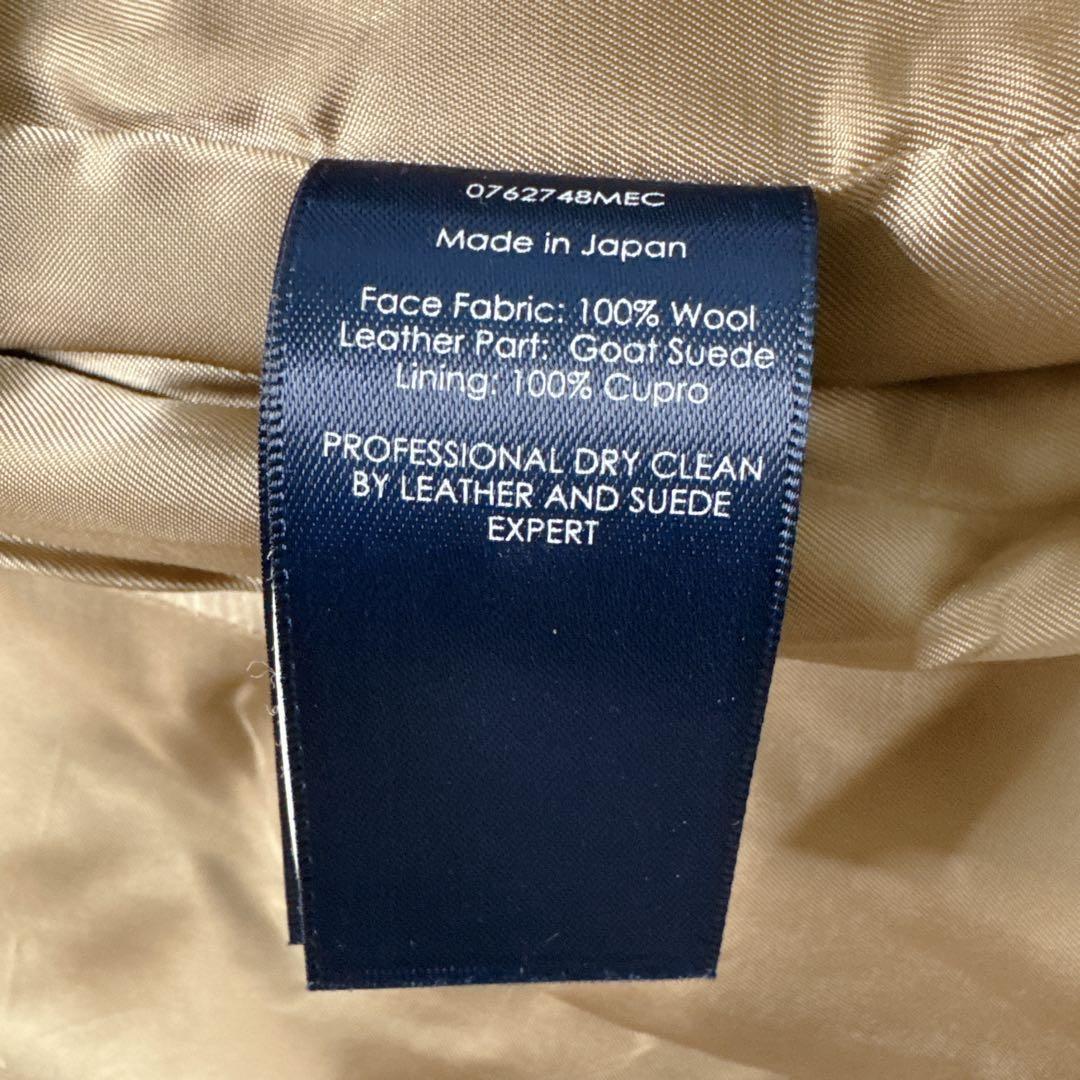 0762748MEC
Made in Japan
Face Fabric: 100% Wool
Leather Part: Goat Suede
Lining: 100% Cupro
PROFESSIONAL DRY CLEAN
BY LEATHER AND SUEDE
EXPERT